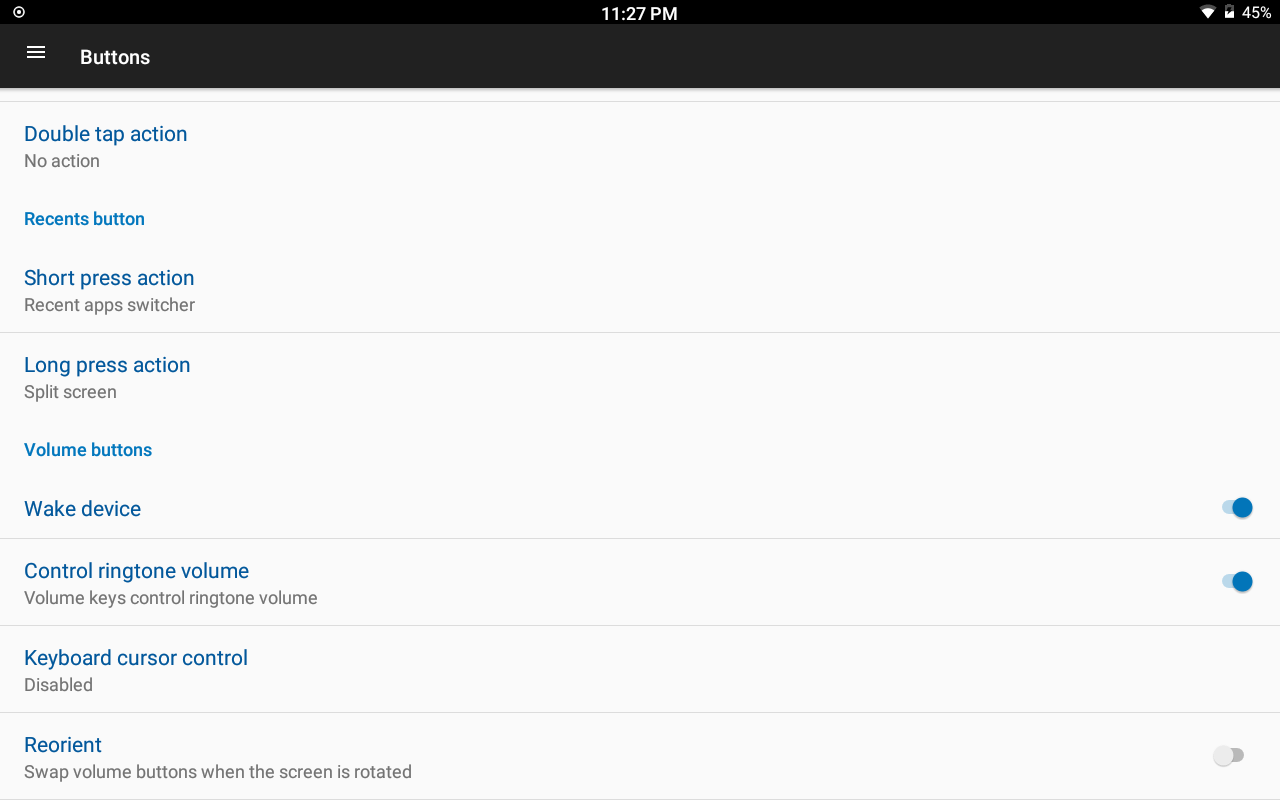 11:27 PM
45%
Buttons
Double tap action
No action
Recents button
Short press action
Recent apps switcher
Long press action
Split screen
Volume buttons
Wake device
Control ringtone volume
Volume keys control ringtone volume
Keyboard cursor control
Disabled
Reorient
Swap volume buttons when the screen is rotated